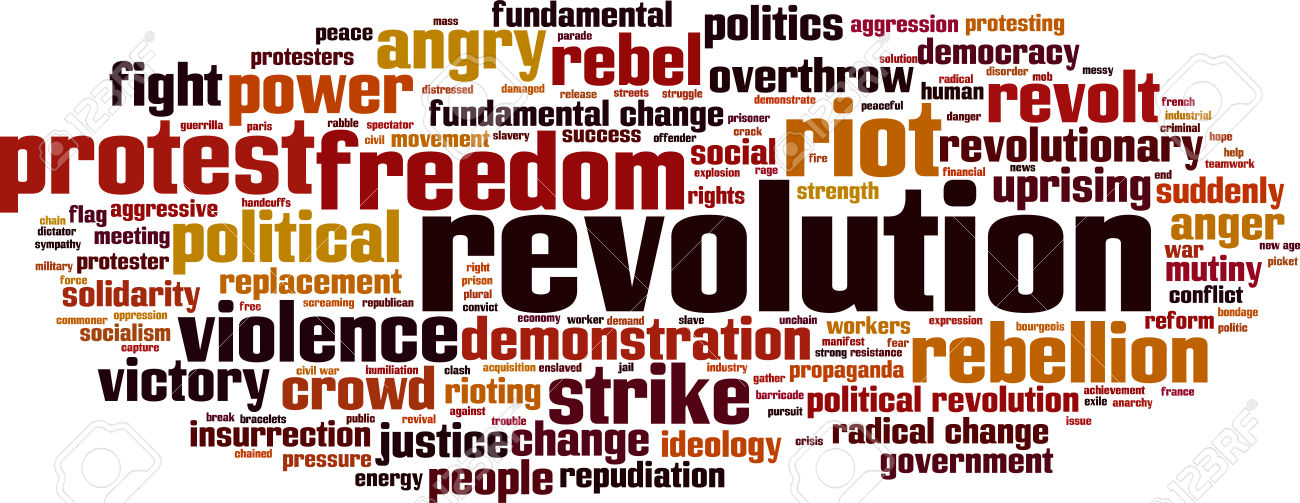 fundamental
mass
peace
parade
politics
aggression
protesting
protesters
angry
rebel
solution
democracy
fight
power
distressed
damaged
release
streets
struggle
overthrow
radical
disorder
mob
messy
human
revolt
fundamental change
demonstrate
peaceful
guerrilla
paris
rabble
spectator
civil
movement
slavery
success
offender
prisoner
crack
riot
danger
french
industrial
criminal
protest
freedom
social
explosion
rage
fire
revolutionary
hope
help
teamwork
financial
news
end
rights
strength
uprising
suddenly
chain
flag
aggressive
handcuffs
dictator
sympathy
meeting
political
revolution
anger
war
new age
picket
protester
military
force
replacement
right
prison
plural
convict
mutiny
conflict
solidarity
free
screaming
republican
commoner
oppression
socialism
capture
violence
economy
worker
demand
slave
unchain
workers
expression
bourgeois
reform
bondage
politic
demonstration
manifest
fear
strong
resistance
rebellion
victory
civil war
humiliation
clash
acquisition
enslaved
jail
industry
gather
propaganda
crowd
rioting
strike
barricade
pursuit
political revolution
achievement
exile
anarchy
france
issue
break
bracelets
public
revival
against
trouble
insurrection
justice
change
ideology
crisis
radical change
chained
pressure
government
energy
people
repudiation
123RF